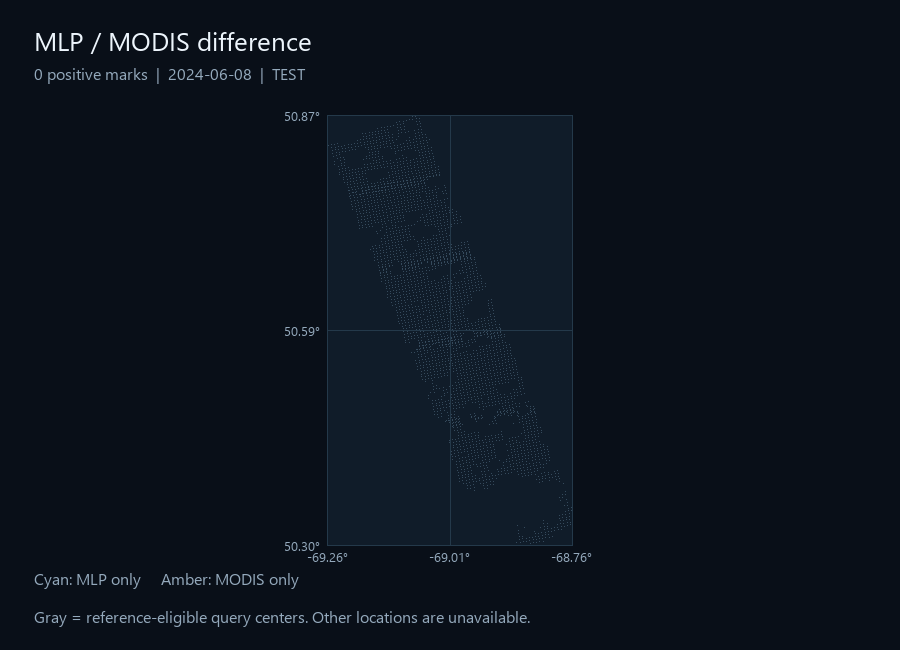 MLP / MODIS difference
0 positive marks | 2024-06-08 | TEST
50.87°
50.59°
50.30°
-69.26° -69.01° -68.76°
Cyan: MLP only Amber: MODIS only
Gray = reference-eligible query centers. Other locations are unavailable.